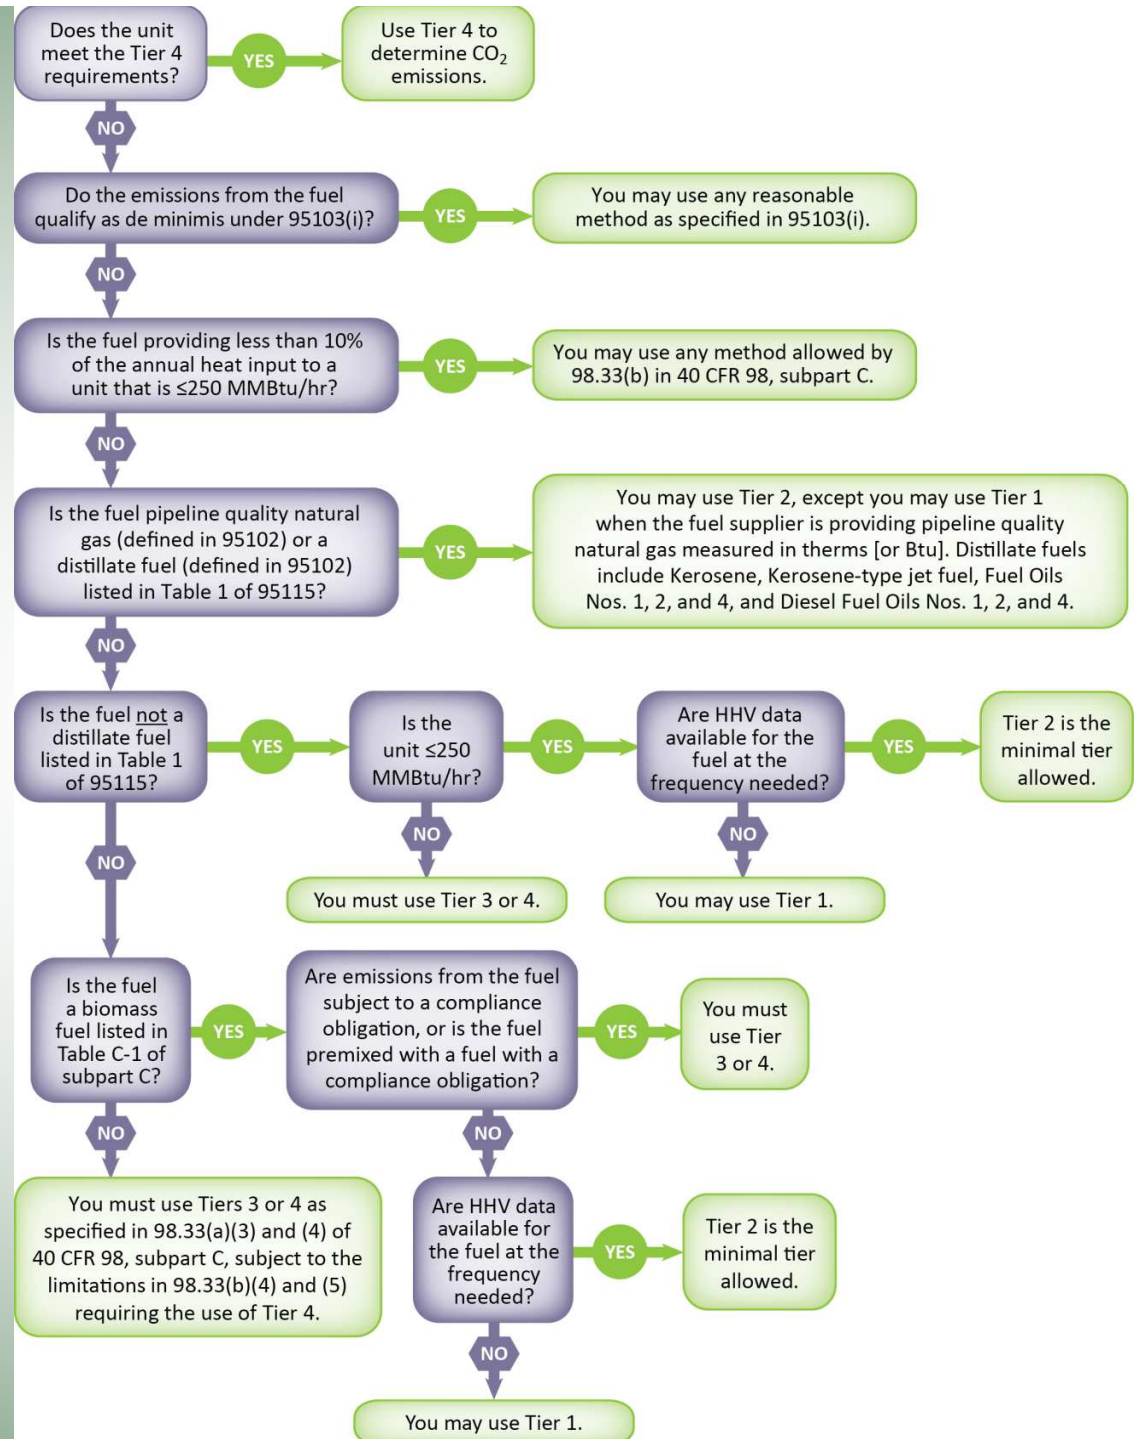 Does the unit
meet the Tier 4
requirements?
YES
Use Tier 4 to
determine CO₂
emissions.
NO
Do the emissions from the fuel
qualify as de minimis under 95103(i)?
YES
You may use any reasonable
method as specified in 95103(i).
NO
Is the fuel providing less than 10%
of the annual heat input to a
unit that is ≤250 MMBtu/hr?
YES
You may use any method allowed by
98.33(b) in 40 CFR 98, subpart C.
NO
Is the fuel pipeline quality natural
gas (defined in 95102) or a
distillate fuel (defined in 95102)
listed in Table 1 of 95115?
YES
You may use Tier 2, except you may use Tier 1
when the fuel supplier is providing pipeline quality
natural gas measured in therms [or Btu]. Distillate fuels
include Kerosene, Kerosene-type jet fuel, Fuel Oils
Nos. 1, 2, and 4, and Diesel Fuel Oils Nos. 1, 2, and 4.
NO
Is the fuel not a
distillate fuel
listed in Table 1
of 95115?
YES
Is the
unit ≤250
MMBtu/hr?
YES
Are HHV data
available for the
fuel at the
frequency needed?
YES
Tier 2 is the
minimal tier
allowed.
NO
You must use Tier 3 or 4.
NO
You may use Tier 1.
NO
Is the fuel
a biomass
fuel listed in
Table C-1 of
subpart C?
YES
Are emissions from the fuel
subject to a compliance
obligation, or is the fuel
premixed with a fuel with a
compliance obligation?
YES
You must
use Tier
3 or 4.
NO
You must use Tiers 3 or 4 as
specified in 98.33(a)(3) and (4) of
40 CFR 98, subpart C, subject to the
limitations in 98.33(b)(4) and (5)
requiring the use of Tier 4.
NO
Are HHV data
available for
the fuel at the
frequency
needed?
YES
Tier 2 is the
minimal tier
allowed.
NO
You may use Tier 1.